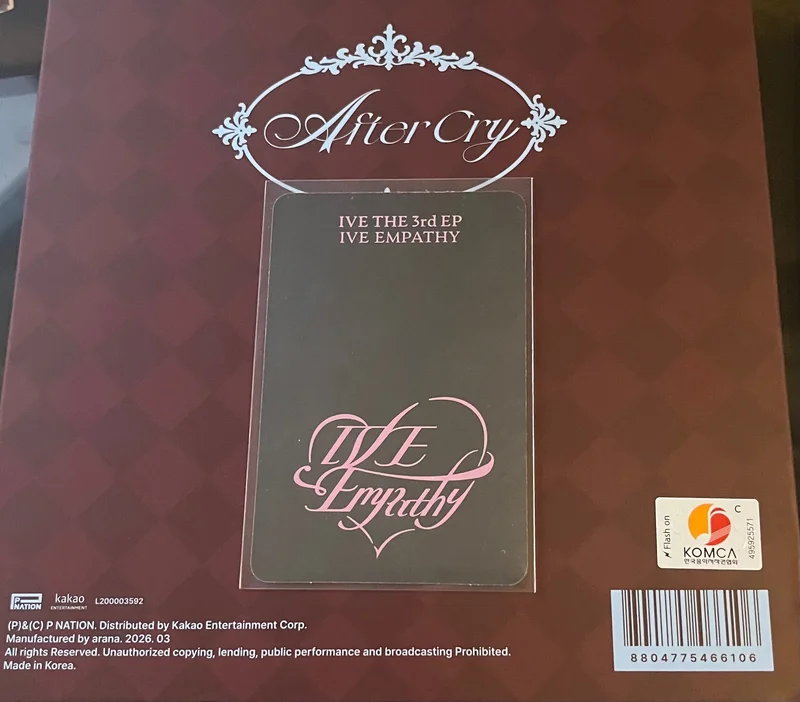 After Cry
IVE THE 3rd EP
IVE EMPATHY
IVE
Empathy
Flash on
C
KOMCA
한국음악저작권협회
495925571
P NATION
kakao
ENTERTAINMENT
L200003592
(P)&(C) P NATION. Distributed by Kakao Entertainment Corp.
Manufactured by arana. 2026. 03
All rights Reserved. Unauthorized copying, lending, public performance and broadcasting Prohibited.
Made in Korea.
8804775466106